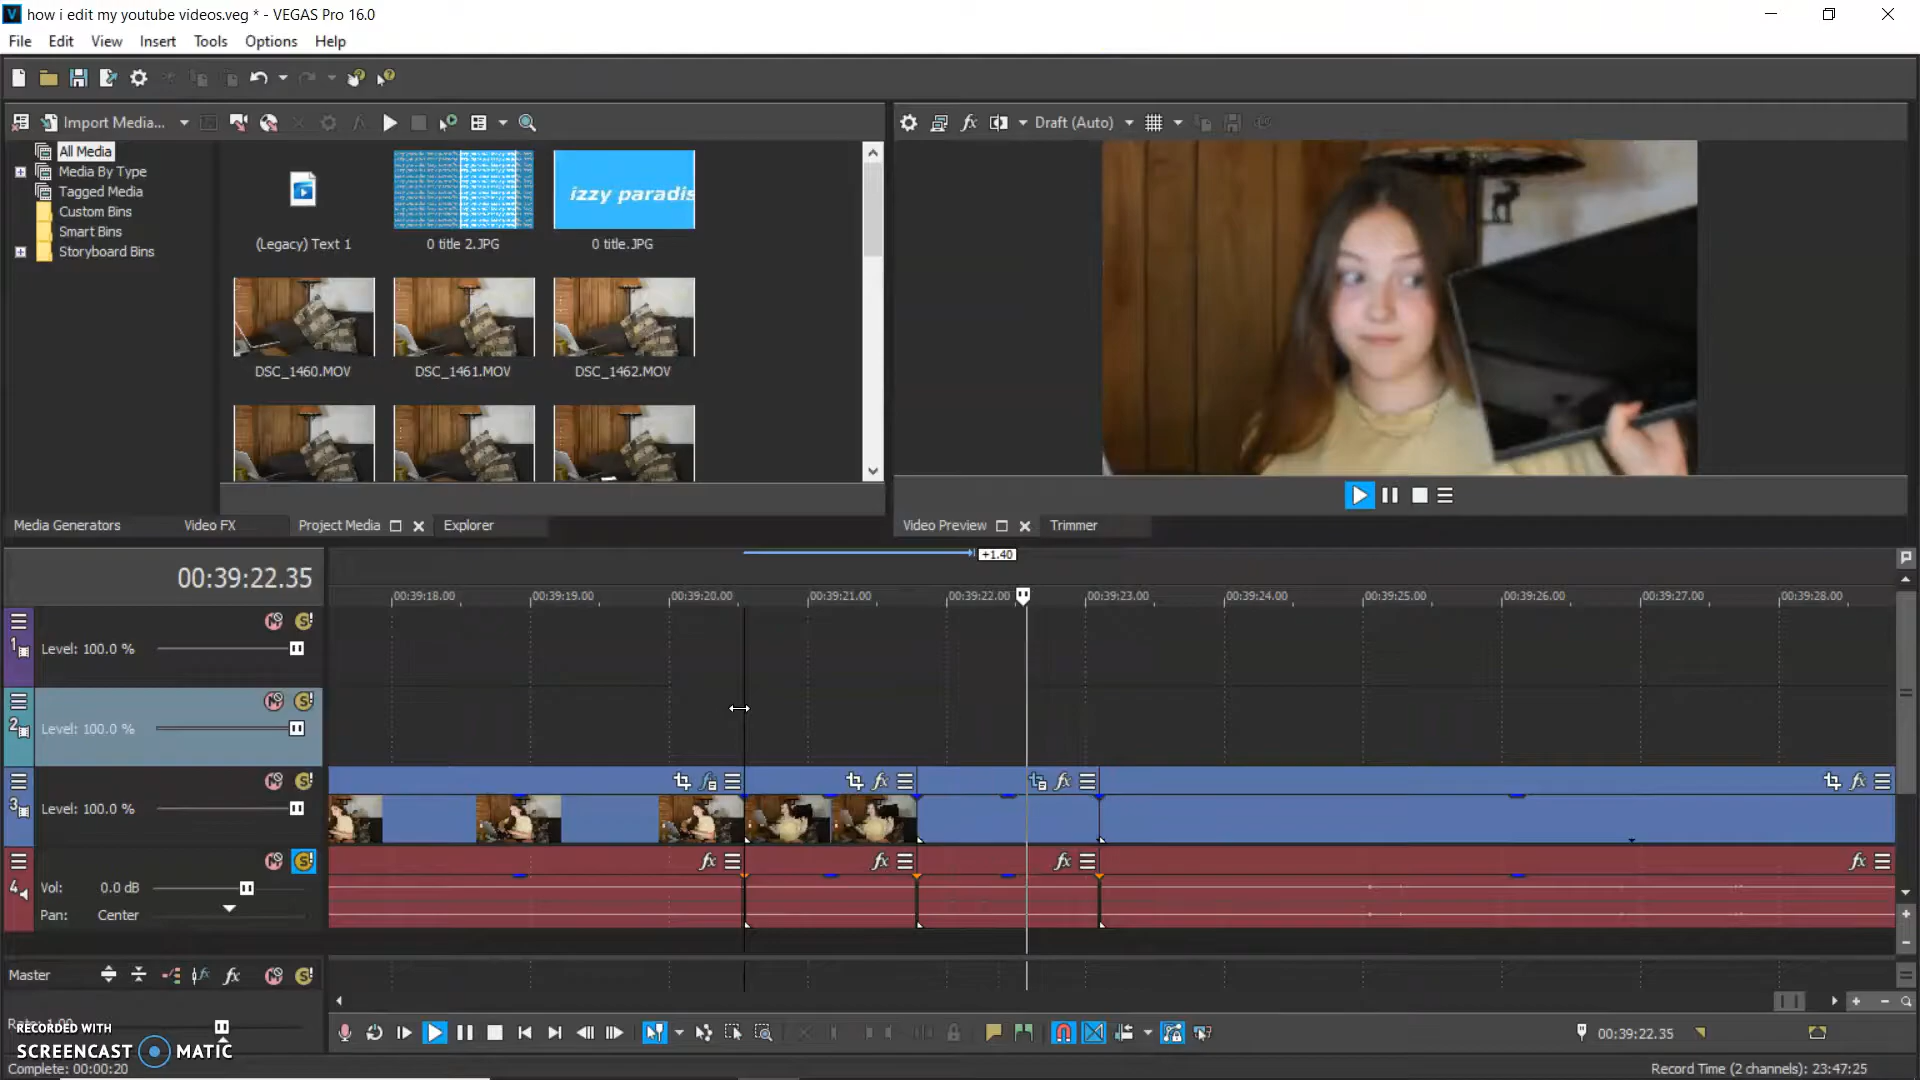 how i edit my youtube videos.veg * - VEGAS Pro 16.0
File Edit View Insert Tools Options Help
Import Media...
Draft (Auto)
All Media
Media By Type
Tagged Media
Custom Bins
Smart Bins
Storyboard Bins
izzy paradis
(Legacy) Text 1
0 title 2.JPG
0 title.JPG
DSC_1460.MOV
DSC_1461.MOV
DSC_1462.MOV
Media Generators
Video FX
Project Media
Explorer
Video Preview
Trimmer
+1.40
00:39:22.35
00:39:18.00
00:39:19.00
00:39:20.00
00:39:21.00
00:39:22.00
00:39:23.00
00:39:24.00
00:39:25.00
00:39:26.00
00:39:27.00
00:39:28.00
1
Level: 100.0 %
2
Level: 100.0 %
3
Level: 100.0 %
4
Vol: 0.0 dB
Pan: Center
Master
RECORDED WITH
SCREENCAST MATIC
00:39:22.35
Complete: 00:00:20
Record Time (2 channels): 23:47:25